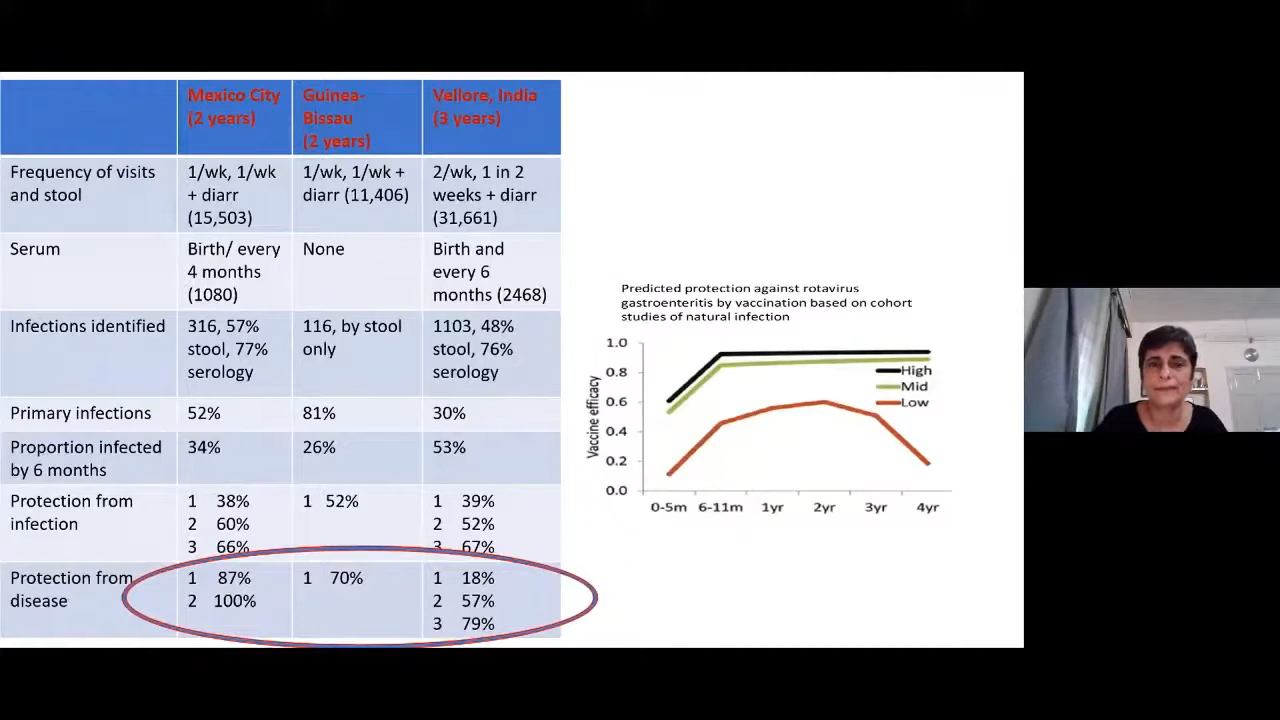 Mexico City
(2 years)
Guinea-
Bissau
(2 years)
Vellore, India
(3 years)
Frequency of visits
and stool
1/wk, 1/wk
+ diarr
(15,503)
1/wk, 1/wk +
diarr (11,406)
2/wk, 1 in 2
weeks + diarr
(31,661)
Serum
Birth/ every
4 months
(1080)
None
Birth and
every 6
months (2468)
Infections identified
316, 57%
stool, 77%
serology
116, by stool
only
1103, 48%
stool, 76%
serology
Primary infections
52%
81%
30%
Proportion infected
by 6 months
34%
26%
53%
Protection from
infection
1 38%
2 60%
3 66%
1 52%
1 39%
2 52%
3 67%
Protection from
disease
1 87%
2 100%
1 70%
1 18%
2 57%
3 79%
Predicted protection against rotavirus
gastroenteritis by vaccination based on cohort
studies of natural infection
Vaccine efficacy
1.0
0.8
0.6
0.4
0.2
0.0
High
Mid
Low
0-5m 6-11m 1yr 2yr 3yr 4yr